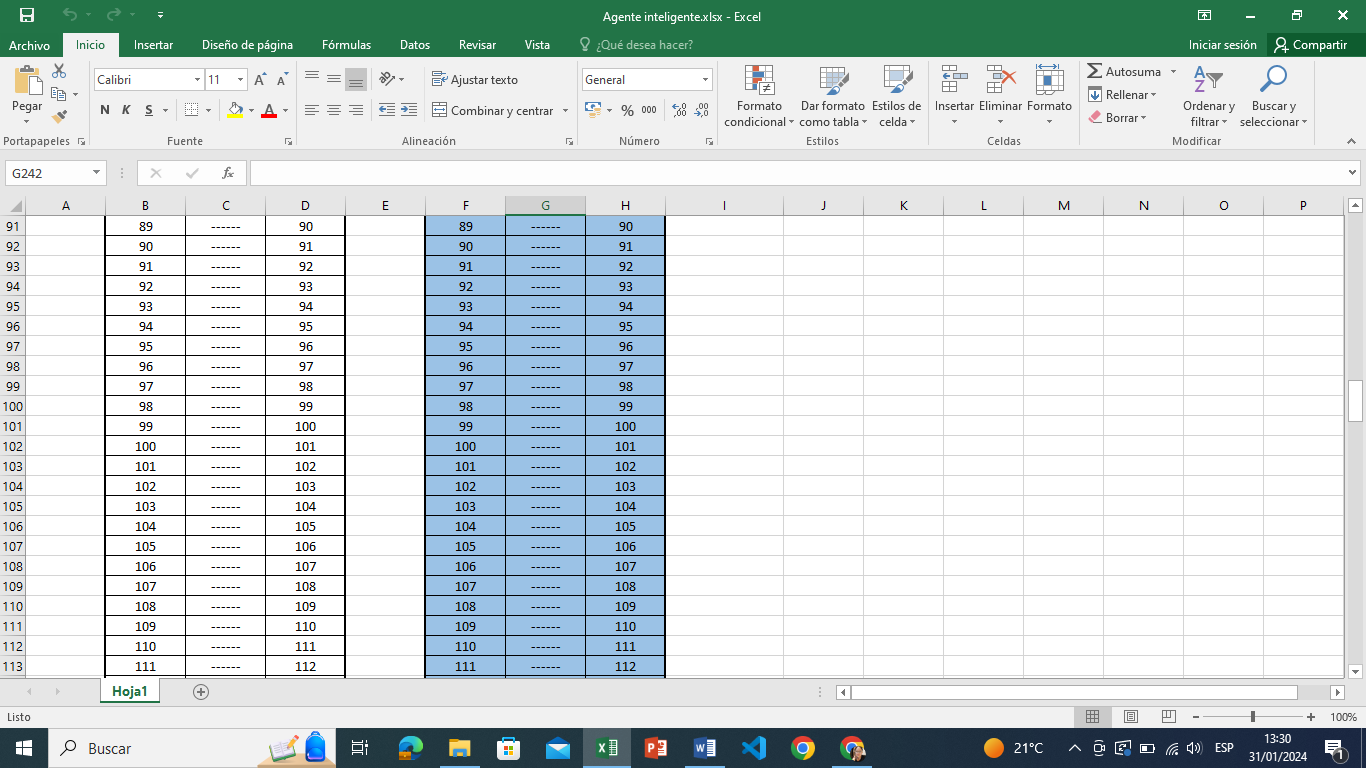 Agente inteligente.xlsx - Excel
Archivo Inicio Insertar Diseño de página Fórmulas Datos Revisar Vista ¿Qué desea hacer? Iniciar sesión Compartir
Pegar
Calibri 11
N K S
Ajustar texto
Combinar y centrar
General
% 000
Formato condicional
Dar formato como tabla
Estilos de celda
Insertar Eliminar Formato
Autosuma
Rellenar
Borrar
Ordenar y filtrar
Buscar y seleccionar
Portapapeles Fuente Alineación Número Estilos Celdas Modificar
G242 fx
A B C D E F G H I J K L M N O P
91 89 ------ 90 89 ------ 90
92 90 ------ 91 90 ------ 91
93 91 ------ 92 91 ------ 92
94 92 ------ 93 92 ------ 93
95 93 ------ 94 93 ------ 94
96 94 ------ 95 94 ------ 95
97 95 ------ 96 95 ------ 96
98 96 ------ 97 96 ------ 97
99 97 ------ 98 97 ------ 98
100 98 ------ 99 98 ------ 99
101 99 ------ 100 99 ------ 100
102 100 ------ 101 100 ------ 101
103 101 ------ 102 101 ------ 102
104 102 ------ 103 102 ------ 103
105 103 ------ 104 103 ------ 104
106 104 ------ 105 104 ------ 105
107 105 ------ 106 105 ------ 106
108 106 ------ 107 106 ------ 107
109 107 ------ 108 107 ------ 108
110 108 ------ 109 108 ------ 109
111 109 ------ 110 109 ------ 110
112 110 ------ 111 110 ------ 111
113 111 ------ 112 111 ------ 112
Hoja1
Listo 100%
Buscar 21°C ESP 13:30
31/01/2024 1